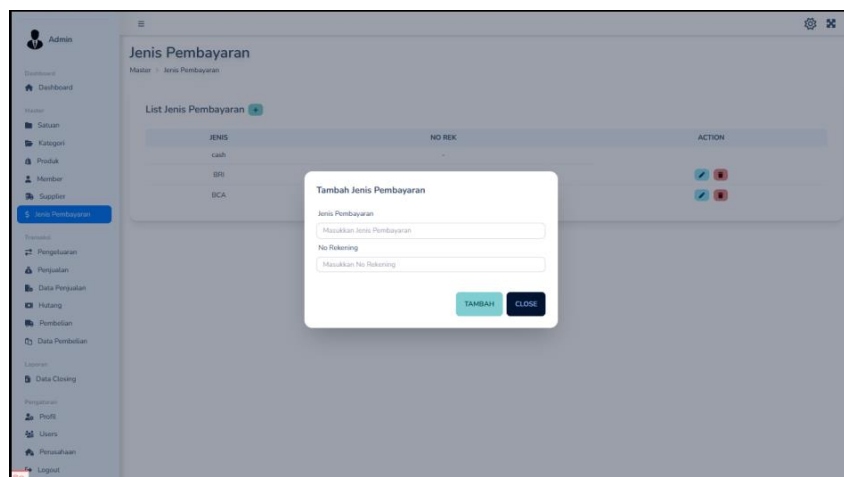 Admin
Dashboard
Dashboard
Master
Satuan
Kategori
Produk
Member
Supplier
Jenis Pembayaran
Transaksi
Pengeluaran
Penjualan
Data Penjualan
Hutang
Pembelian
Data Pembelian
Laporan
Data Closing
Pengaturan
Profil
Users
Perusahaan
Logout
Jenis Pembayaran
Master > Jenis Pembayaran
List Jenis Pembayaran +
JENIS NO REK ACTION
cash -
BRI
BCA
Tambah Jenis Pembayaran
Jenis Pembayaran
Masukkan Jenis Pembayaran
No Rekening
Masukkan No Rekening
TAMBAH CLOSE